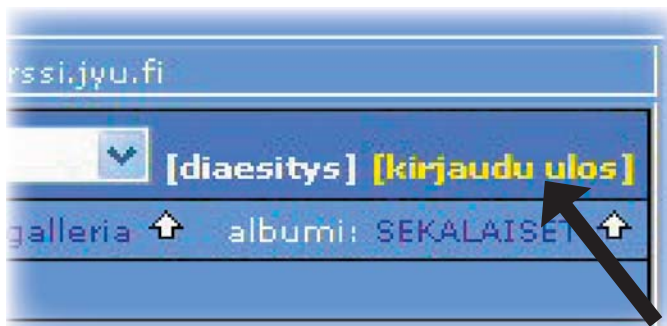 rssi.jyu.fi
[diaesitys] [kirjaudu ulos]
galleria albumi: SEKALAISET